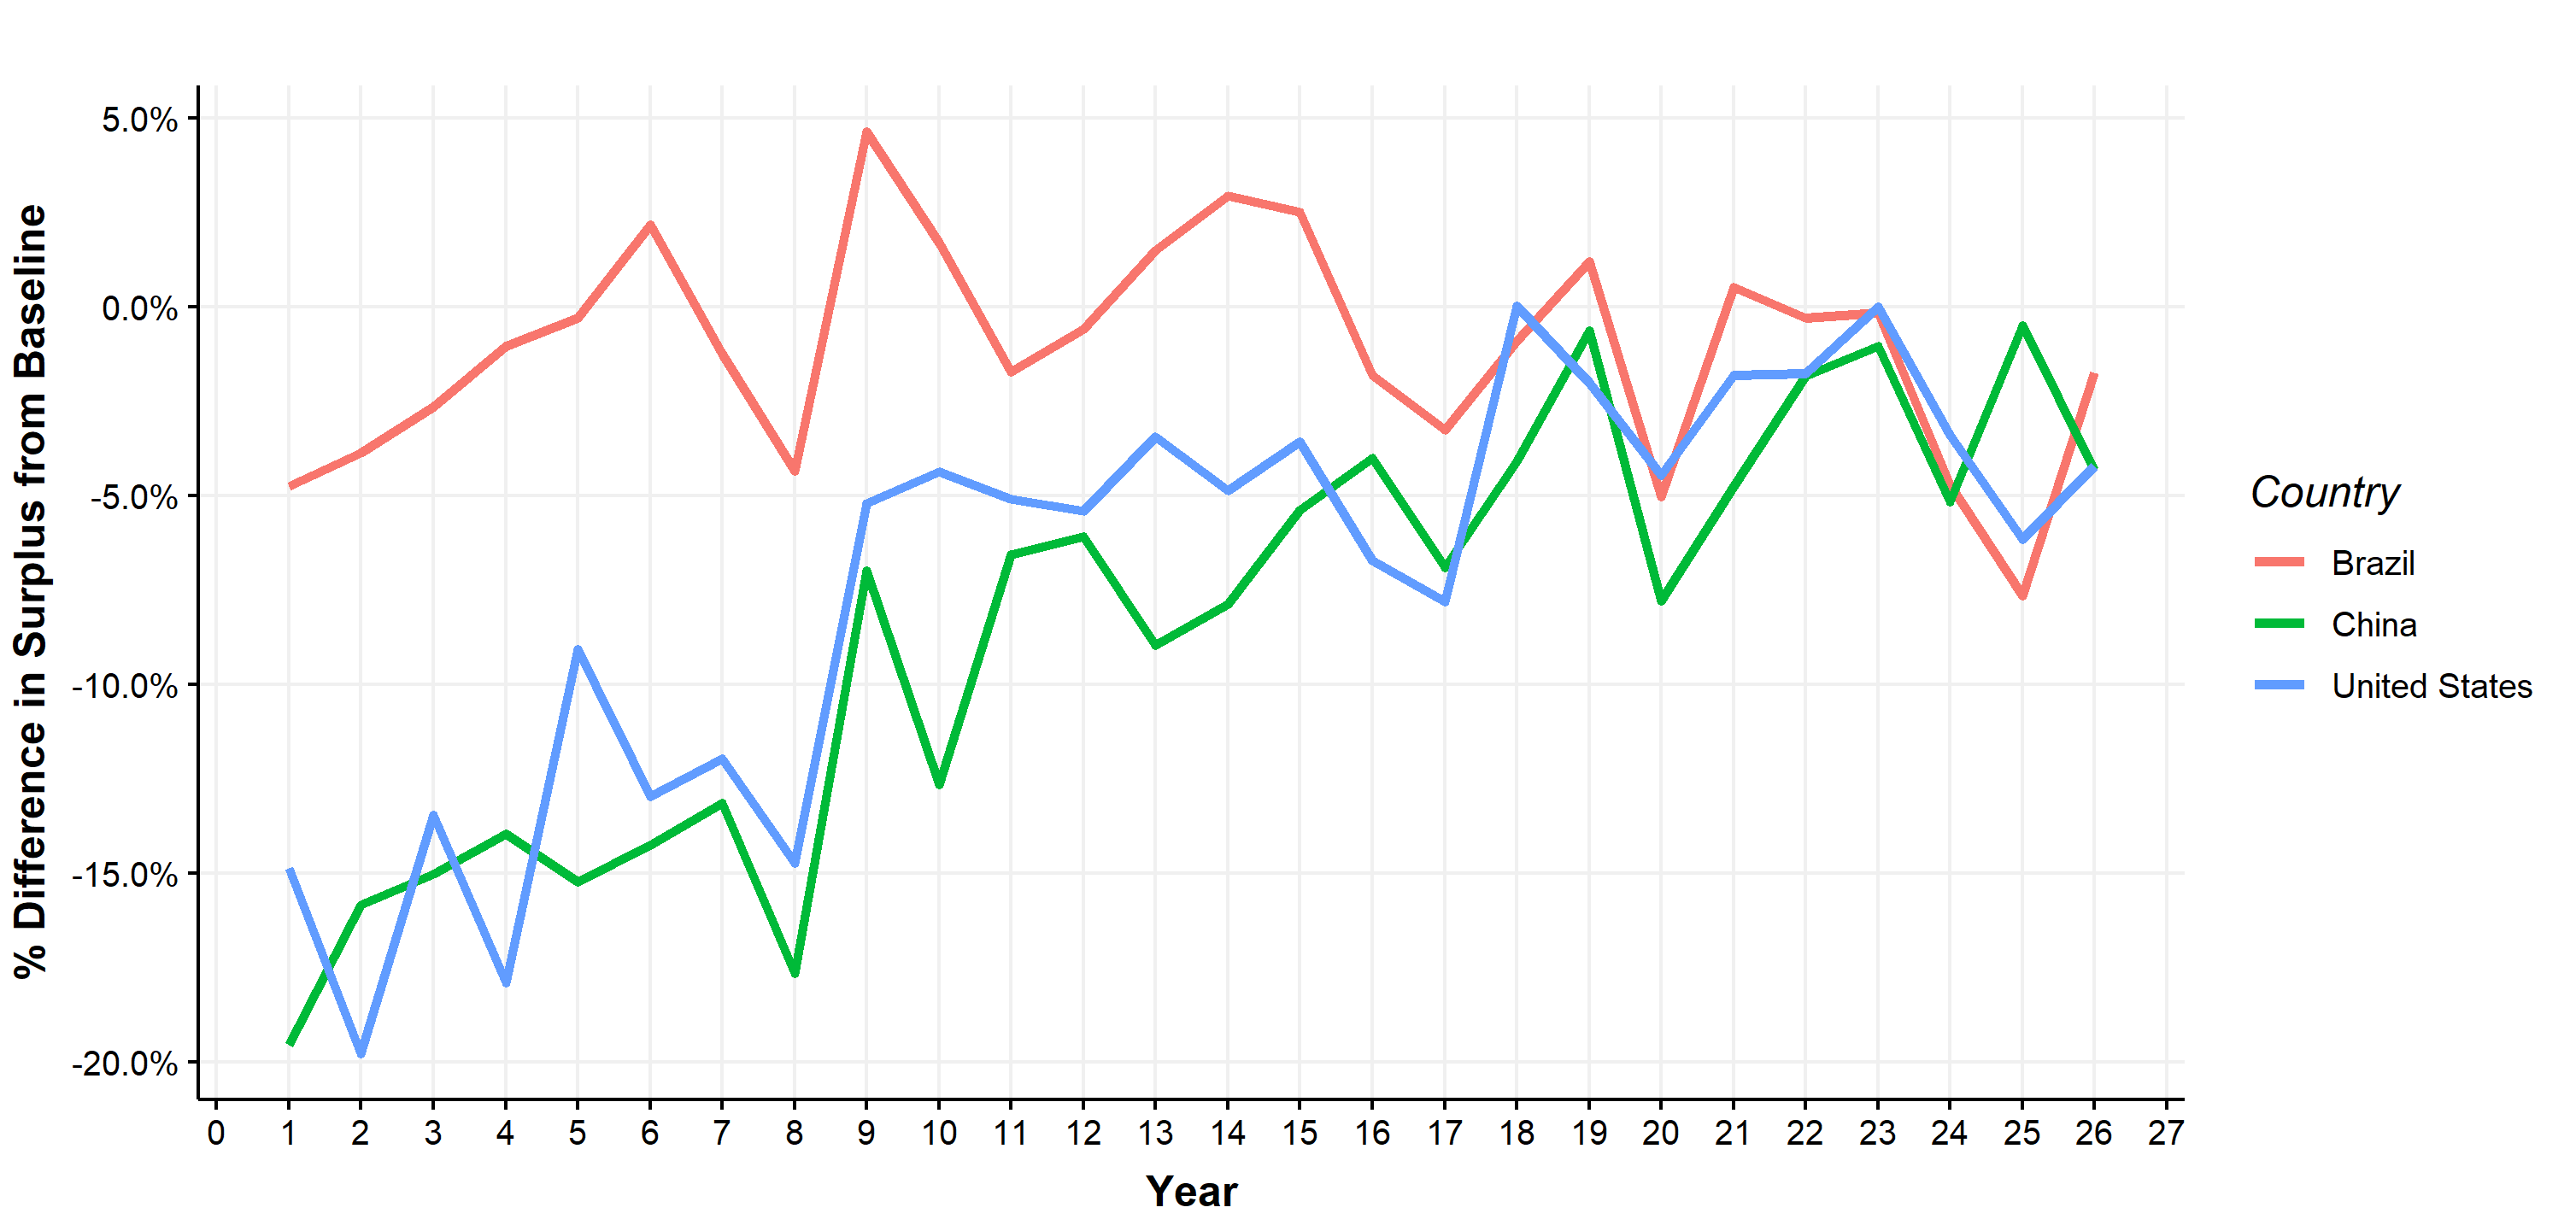 % Difference in Surplus from Baseline
5.0%
0.0%
-5.0%
-10.0%
-15.0%
-20.0%
0 1 2 3 4 5 6 7 8 9 10 11 12 13 14 15 16 17 18 19 20 21 22 23 24 25 26 27
Year
Country
Brazil
China
United States